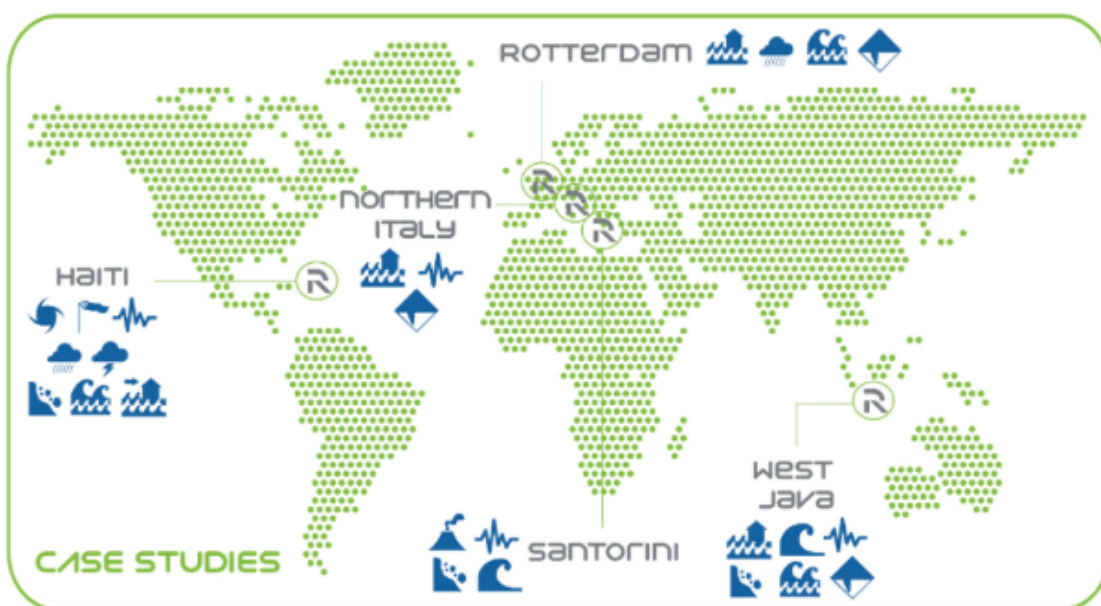 ROTTERDAM
NORTHERN
ITALY
HAITI
R
R
R
R
R
WEST
JAVA
SANTORINI
CASE STUDIES